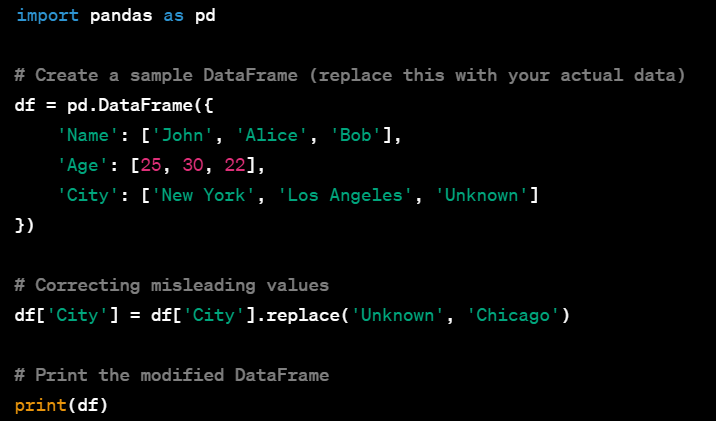 import pandas as pd
# Create a sample DataFrame (replace this with your actual data)
df = pd.DataFrame({
    'Name': ['John', 'Alice', 'Bob'],
    'Age': [25, 30, 22],
    'City': ['New York', 'Los Angeles', 'Unknown']
})
# Correcting misleading values
df['City'] = df['City'].replace('Unknown', 'Chicago')
# Print the modified DataFrame
print(df)